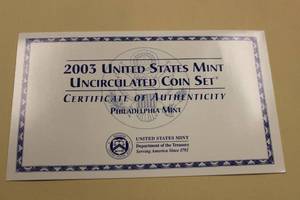 2003 UNITED STATES MINT
UNCIRCULATED COIN SET®
CERTIFICATE OF AUTHENTICITY
PHILADELPHIA MINT
UNITED STATES MINT
Department of the Treasury
Serving America Since 1792